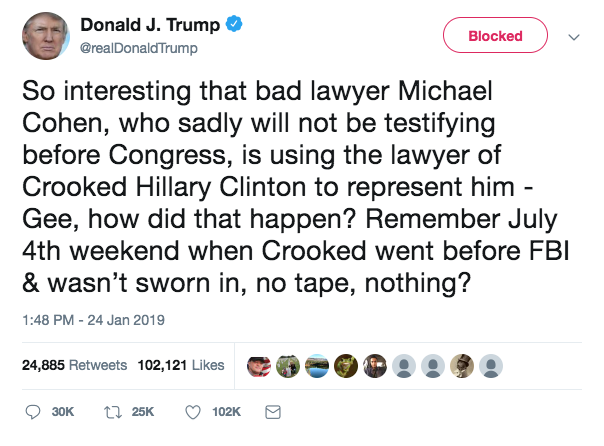 Donald J. Trump
@realDonaldTrump
Blocked
So interesting that bad lawyer Michael
Cohen, who sadly will not be testifying
before Congress, is using the lawyer of
Crooked Hillary Clinton to represent him -
Gee, how did that happen? Remember July
4th weekend when Crooked went before FBI
& wasn’t sworn in, no tape, nothing?
1:48 PM - 24 Jan 2019
24,885 Retweets 102,121 Likes
30K 25K 102K